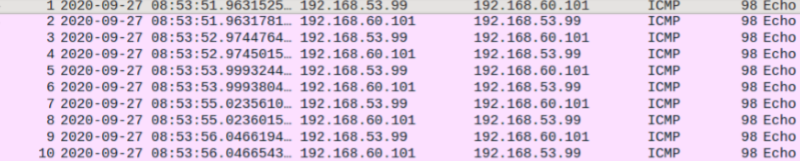 1 2020-09-27 08:53:51.9631525… 192.168.53.99 192.168.60.101 ICMP 98 Echo
2 2020-09-27 08:53:51.9631781… 192.168.60.101 192.168.53.99 ICMP 98 Echo
3 2020-09-27 08:53:52.9744764… 192.168.53.99 192.168.60.101 ICMP 98 Echo
4 2020-09-27 08:53:52.9745015… 192.168.60.101 192.168.53.99 ICMP 98 Echo
5 2020-09-27 08:53:53.9993244… 192.168.53.99 192.168.60.101 ICMP 98 Echo
6 2020-09-27 08:53:53.9993804… 192.168.60.101 192.168.53.99 ICMP 98 Echo
7 2020-09-27 08:53:55.0235610… 192.168.53.99 192.168.60.101 ICMP 98 Echo
8 2020-09-27 08:53:55.0236015… 192.168.60.101 192.168.53.99 ICMP 98 Echo
9 2020-09-27 08:53:56.0466194… 192.168.53.99 192.168.60.101 ICMP 98 Echo
10 2020-09-27 08:53:56.0466543… 192.168.60.101 192.168.53.99 ICMP 98 Echo